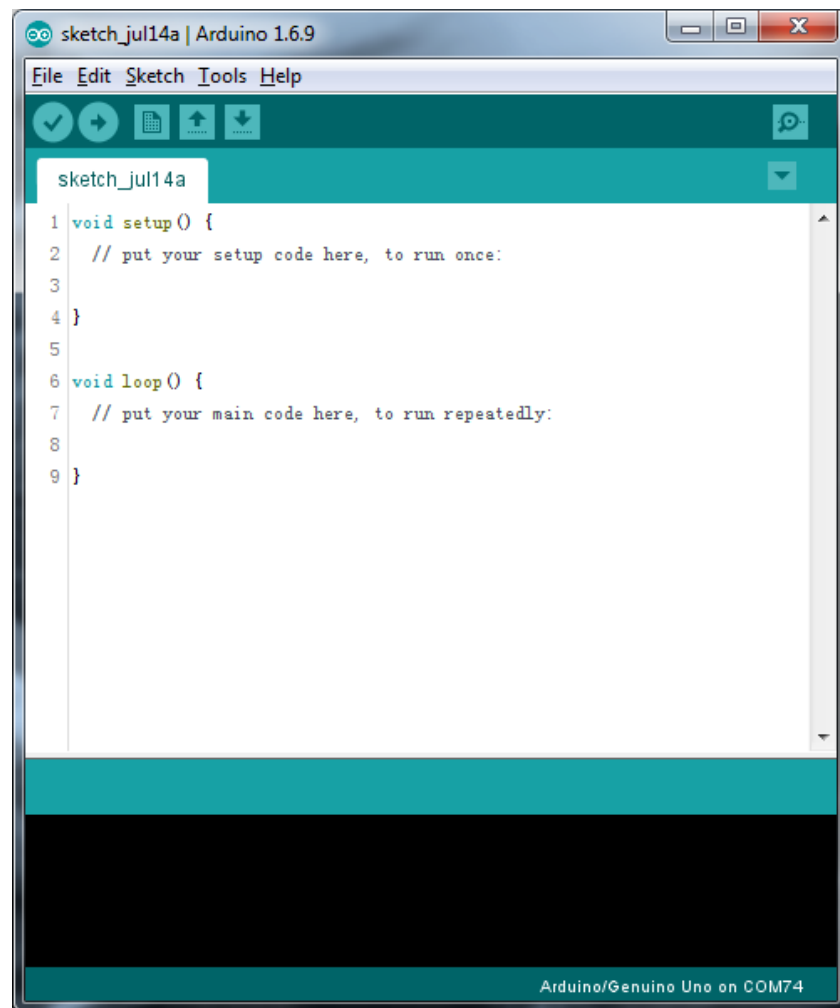 sketch_jul14a | Arduino 1.6.9
File Edit Sketch Tools Help
sketch_jul14a
1 void setup() {
2 // put your setup code here, to run once:
3
4 }
5
6 void loop() {
7 // put your main code here, to run repeatedly:
8
9 }
Arduino/Genuino Uno on COM74